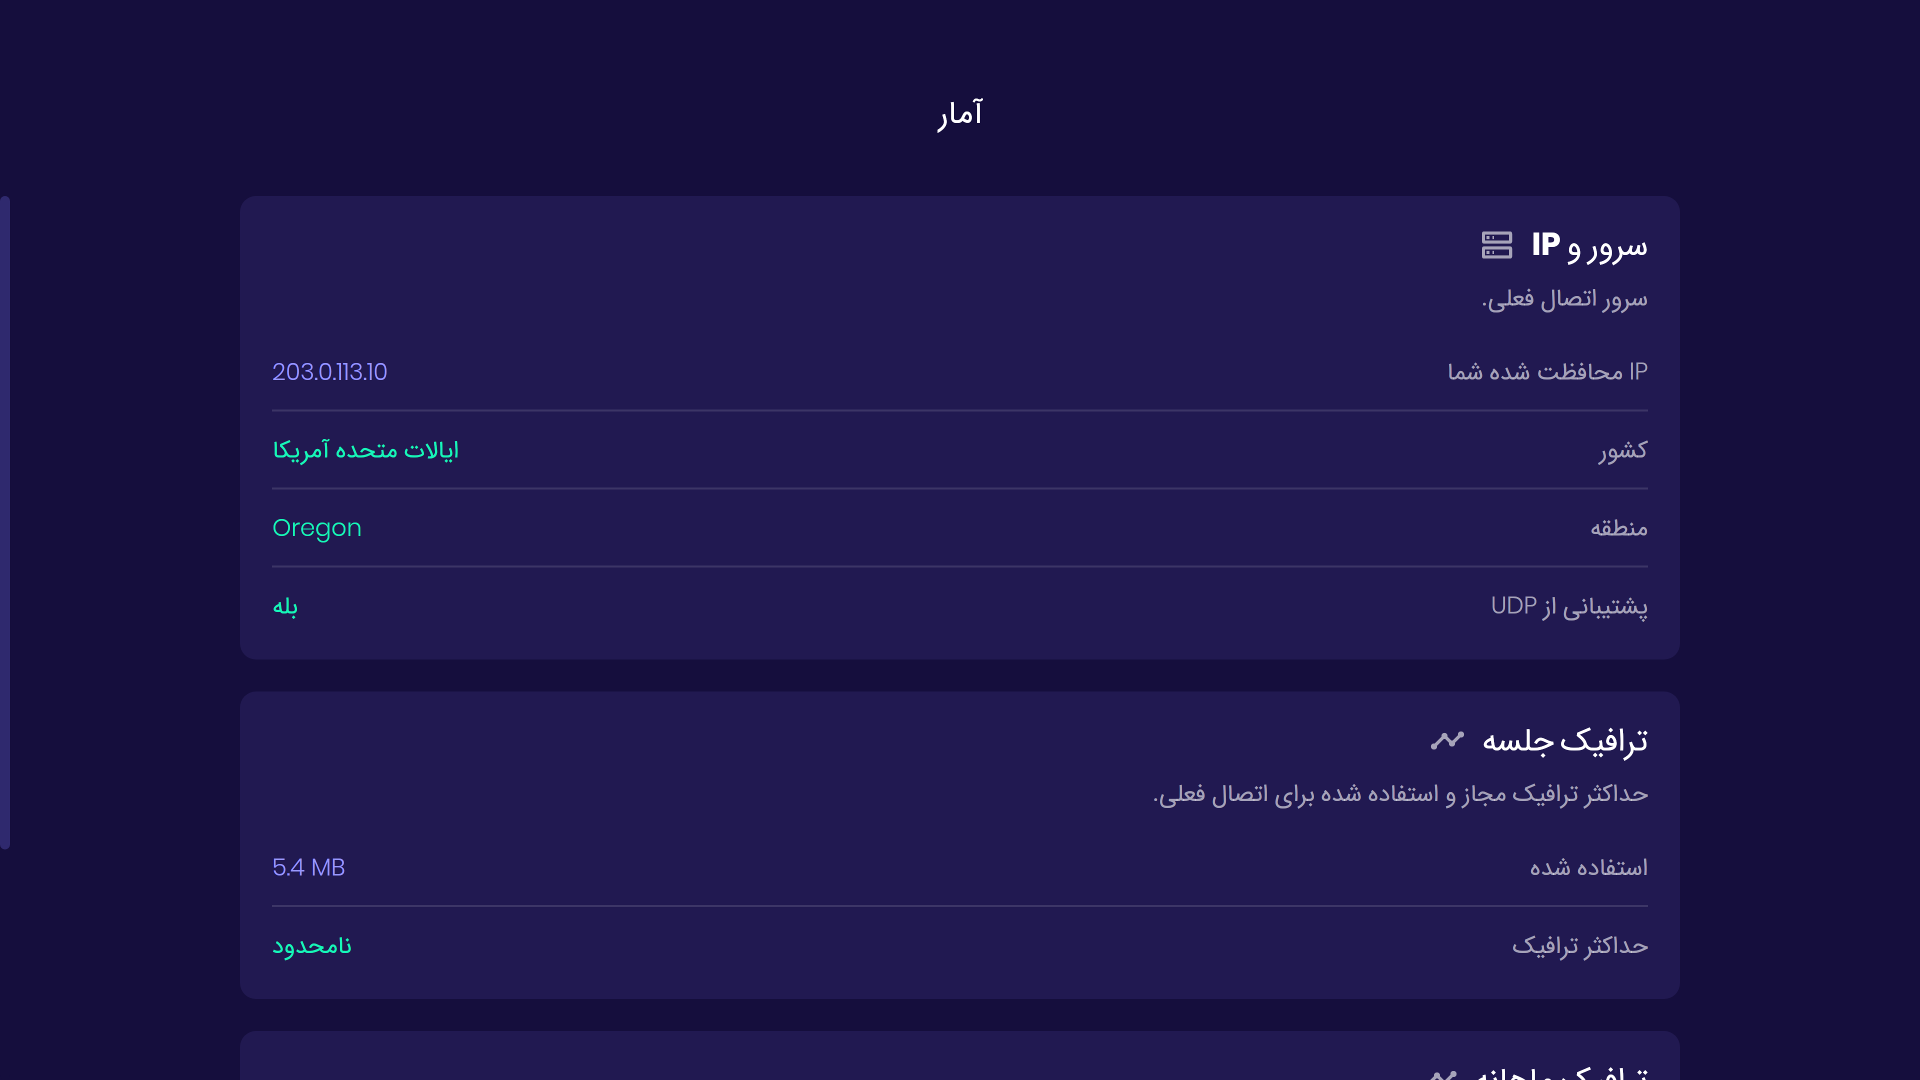 آمار
سرور و IP
سرور اتصال فعلی.
IP محافظت شده شما
203.0.113.10
کشور
ایالات متحده آمریکا
منطقه
Oregon
پشتیبانی از UDP
بله
ترافیک جلسه
حداکثر ترافیک مجاز و استفاده شده برای اتصال فعلی.
استفاده شده
5.4 MB
حداکثر ترافیک
نامحدود
ترافیک ماهانه